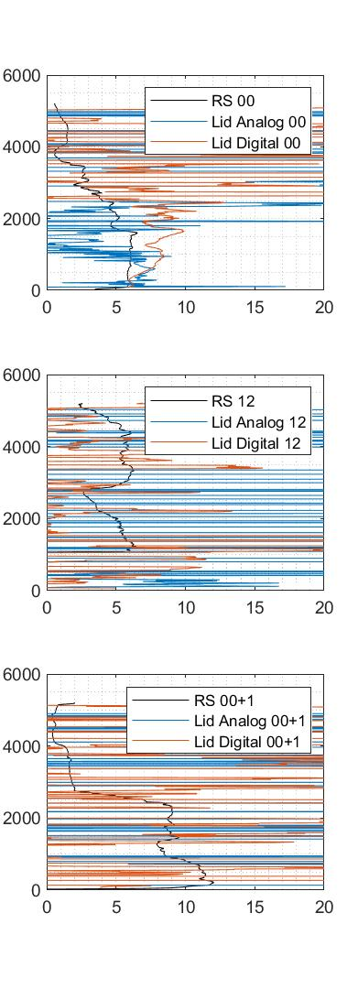 6000
RS 00
Lid Analog 00
4000
Lid Digital 00
2000
0
0 5 10 15 20
6000
RS 12
Lid Analog 12
4000
Lid Digital 12
2000
0
0 5 10 15 20
6000
RS 00+1
Lid Analog 00+1
4000
Lid Digital 00+1
2000
0
0 5 10 15 20